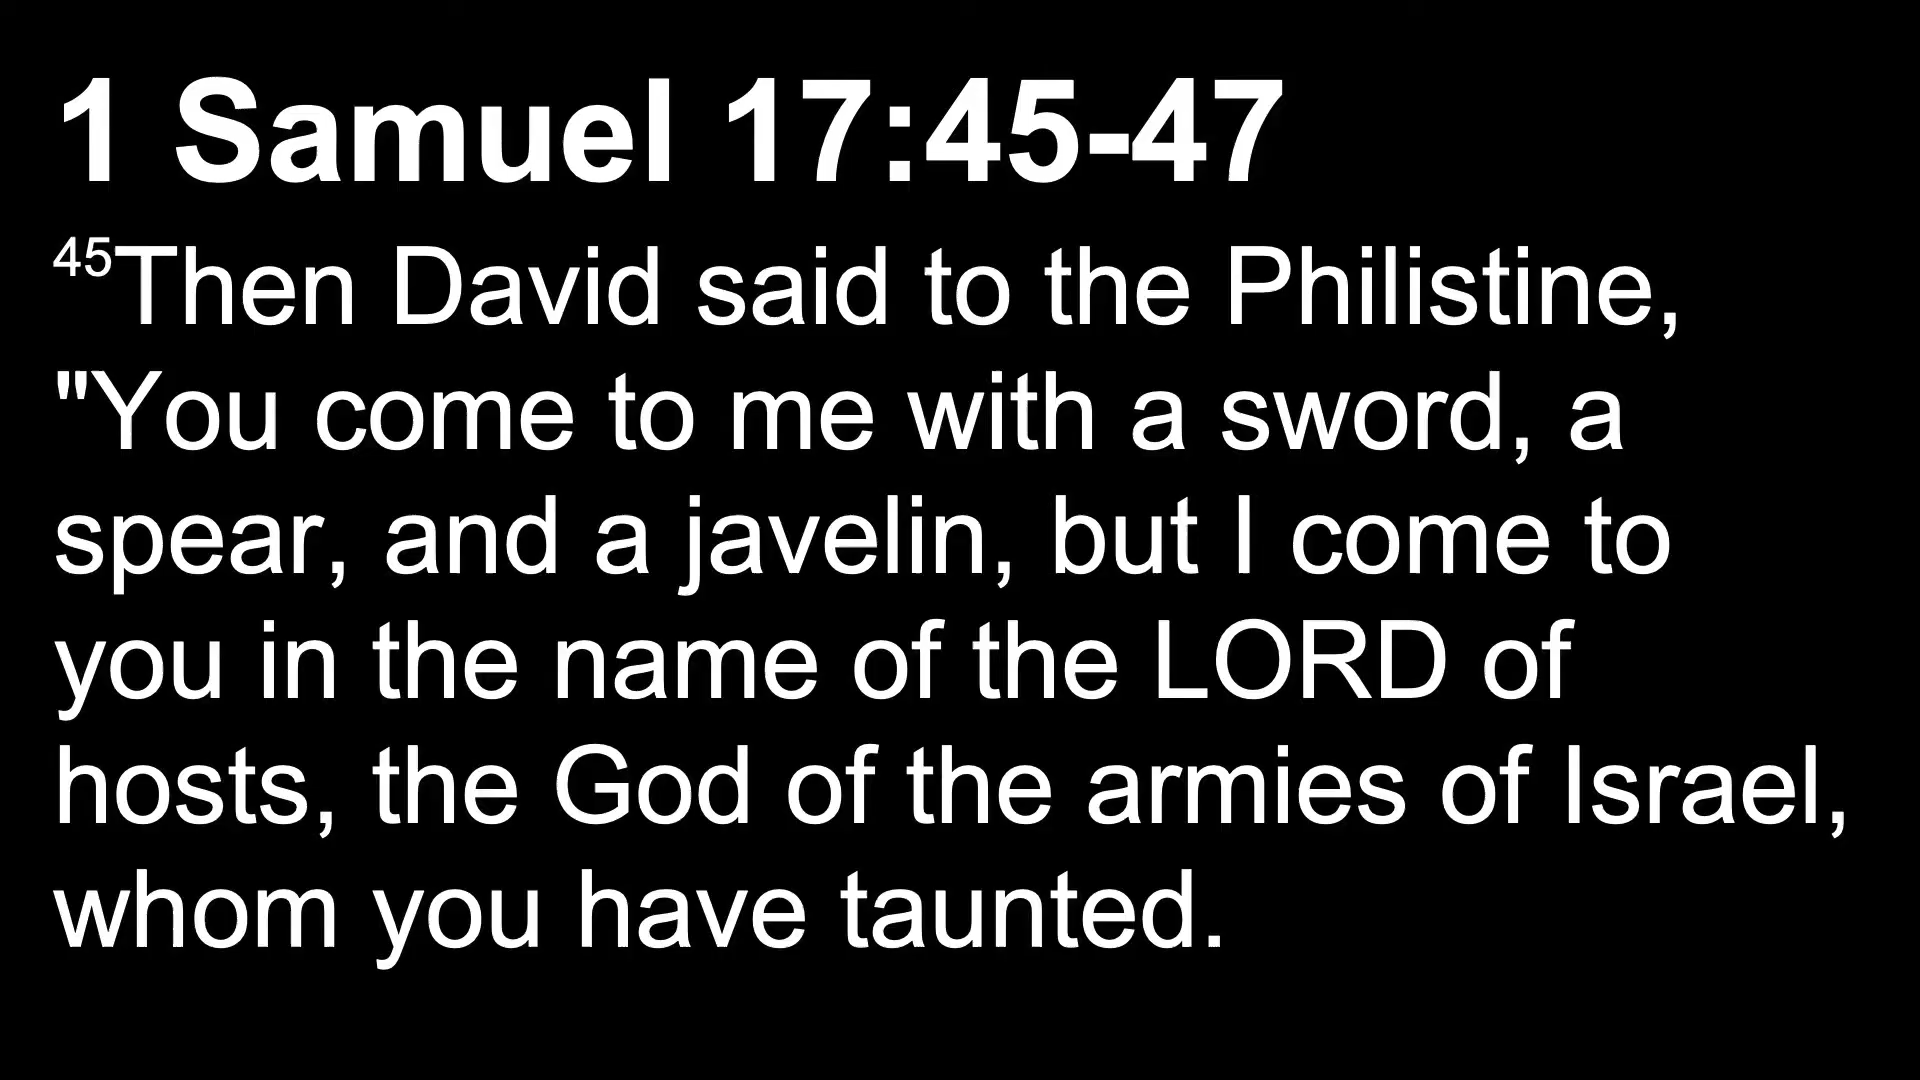 1 Samuel 17:45-47
45Then David said to the Philistine,
"You come to me with a sword, a
spear, and a javelin, but I come to
you in the name of the LORD of
hosts, the God of the armies of Israel,
whom you have taunted.